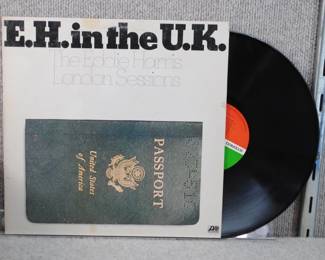 E.H. in the U.K.
The Eddie Harris
London Sessions
PASSPORT
United States
of America